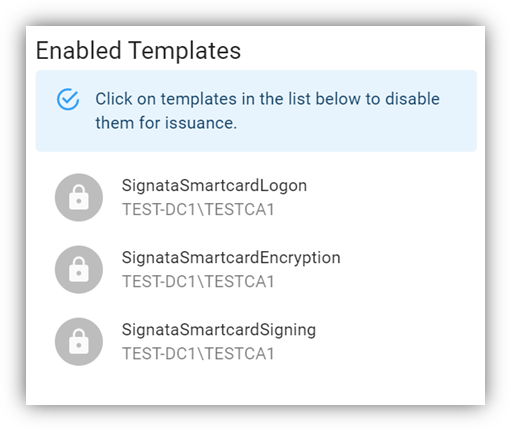 Enabled Templates
Click on templates in the list below to disable
them for issuance.
SignataSmartcardLogon
TEST-DC1\TESTCA1
SignataSmartcardEncryption
TEST-DC1\TESTCA1
SignataSmartcardSigning
TEST-DC1\TESTCA1